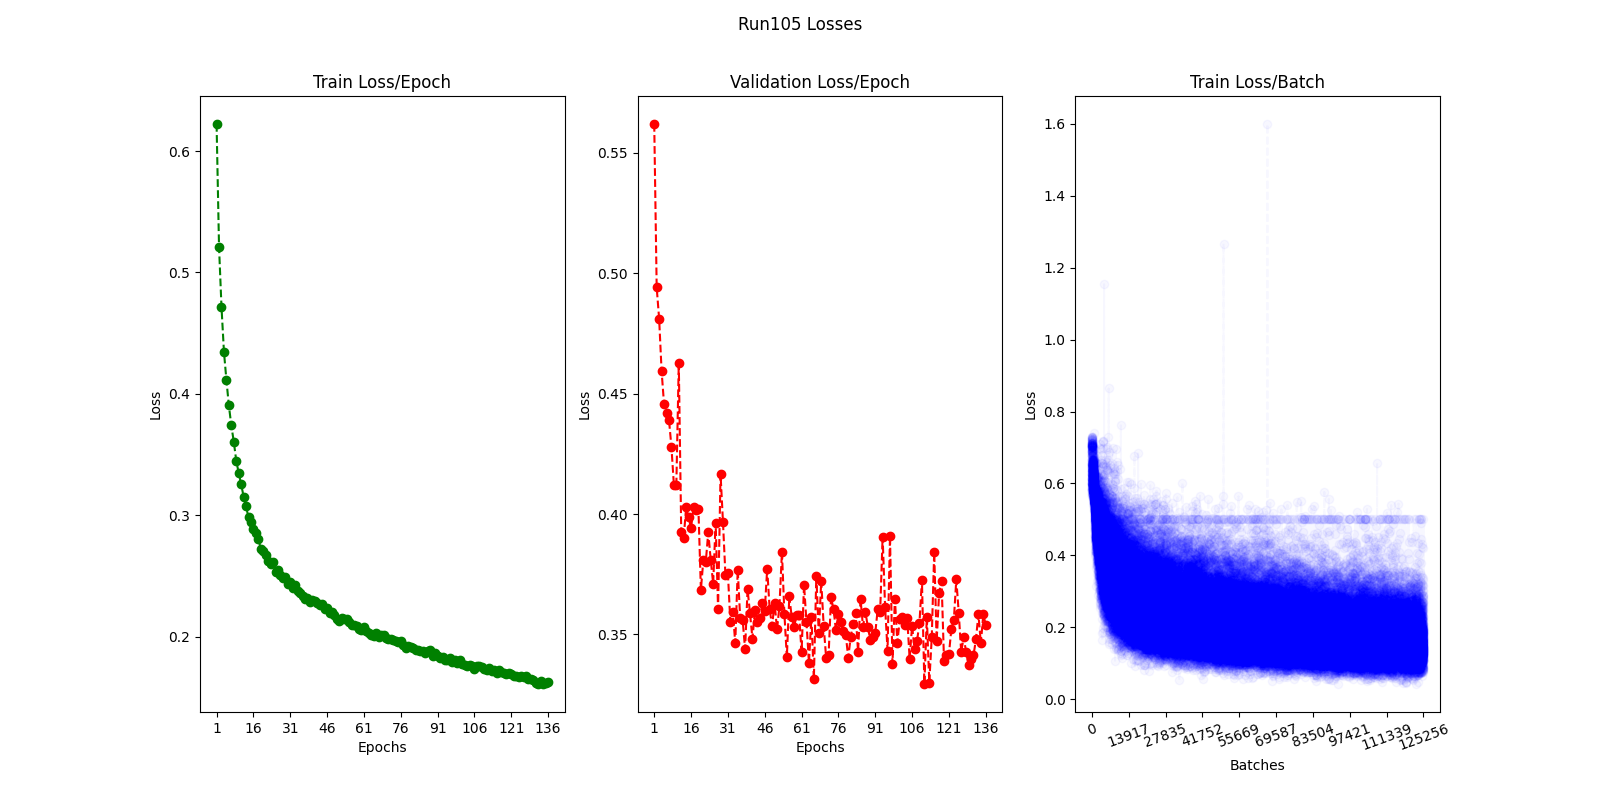 Run105 Losses
Train Loss/Epoch
Validation Loss/Epoch
Train Loss/Batch
Loss
0.6
0.5
0.4
0.3
0.2
1 16 31 46 61 76 91 106 121 136
Epochs
Loss
0.55
0.50
0.45
0.40
0.35
1 16 31 46 61 76 91 106 121 136
Epochs
Loss
1.6
1.4
1.2
1.0
0.8
0.6
0.4
0.2
0.0
0 13917 27835 41752 55669 69587 83504 97421 111339 125256
Batches